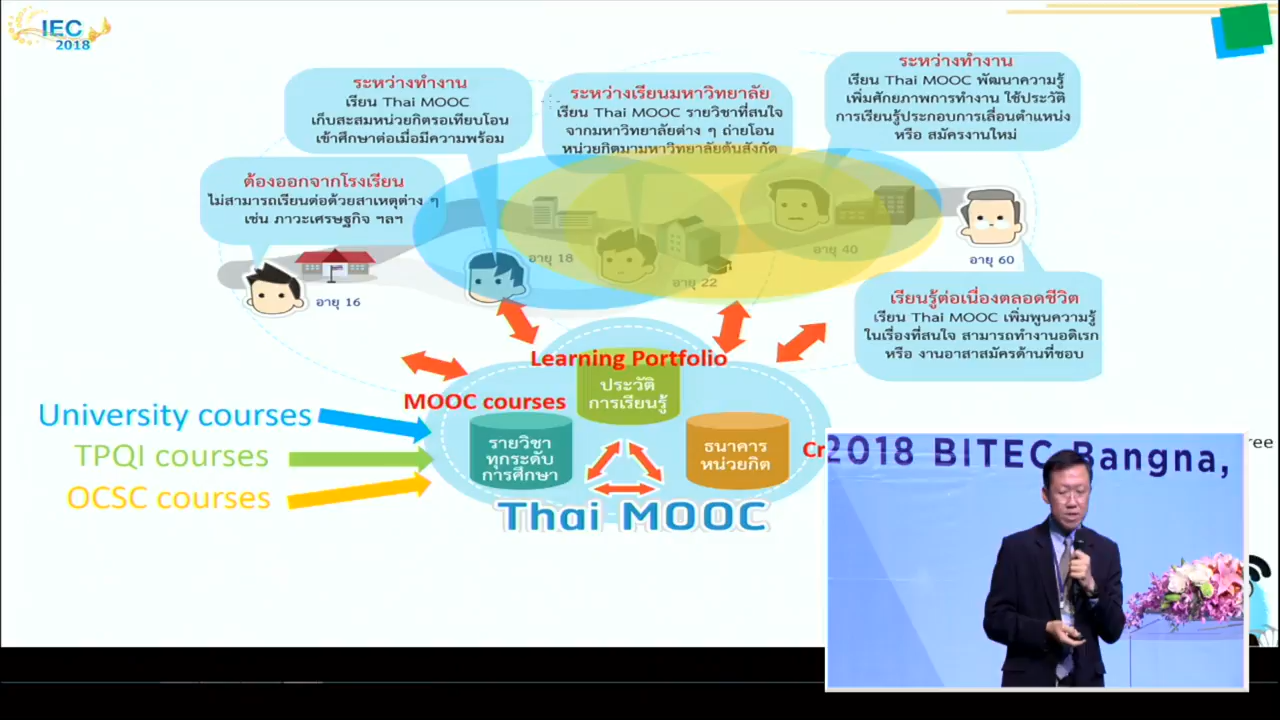 IEC
2018
ระหว่างทำงาน
เรียน Thai MOOC
เก็บสะสมหน่วยกิตรอเทียบโอน
เข้าศึกษาต่อเมื่อมีความพร้อม
ระหว่างเรียนมหาวิทยาลัย
เรียน Thai MOOC รายวิชาที่สนใจ
จากมหาวิทยาลัยต่าง ๆ ถ่ายโอน
หน่วยกิตมามหาวิทยาลัยต้นสังกัด
ระหว่างทำงาน
เรียน Thai MOOC พัฒนาความรู้
เพิ่มศักยภาพการทำงาน ใช้ประวัติ
การเรียนรู้ประกอบการเลื่อนตำแหน่ง
หรือ สมัครงานใหม่
ต้องออกจากโรงเรียน
ไม่สามารถเรียนต่อด้วยสาเหตุต่าง ๆ
เช่น ภาวะเศรษฐกิจ ฯลฯ
อายุ 16
อายุ 18
อายุ 22
อายุ 40
อายุ 60
เรียนรู้ต่อเนื่องตลอดชีวิต
เรียน Thai MOOC เพิ่มพูนความรู้
ในเรื่องที่สนใจ สามารถทำงานอดิเรก
หรือ งานอาสาสมัครด้านที่ชอบ
Learning Portfolio
ประวัติ
การเรียนรู้
MOOC courses
รายวิชา
ทุกระดับ
การศึกษา
ธนาคาร
หน่วยกิต
Cr
ree
University courses
TPQI courses
OCSC courses
Thai MOOC
2018 BITEC Bangna,